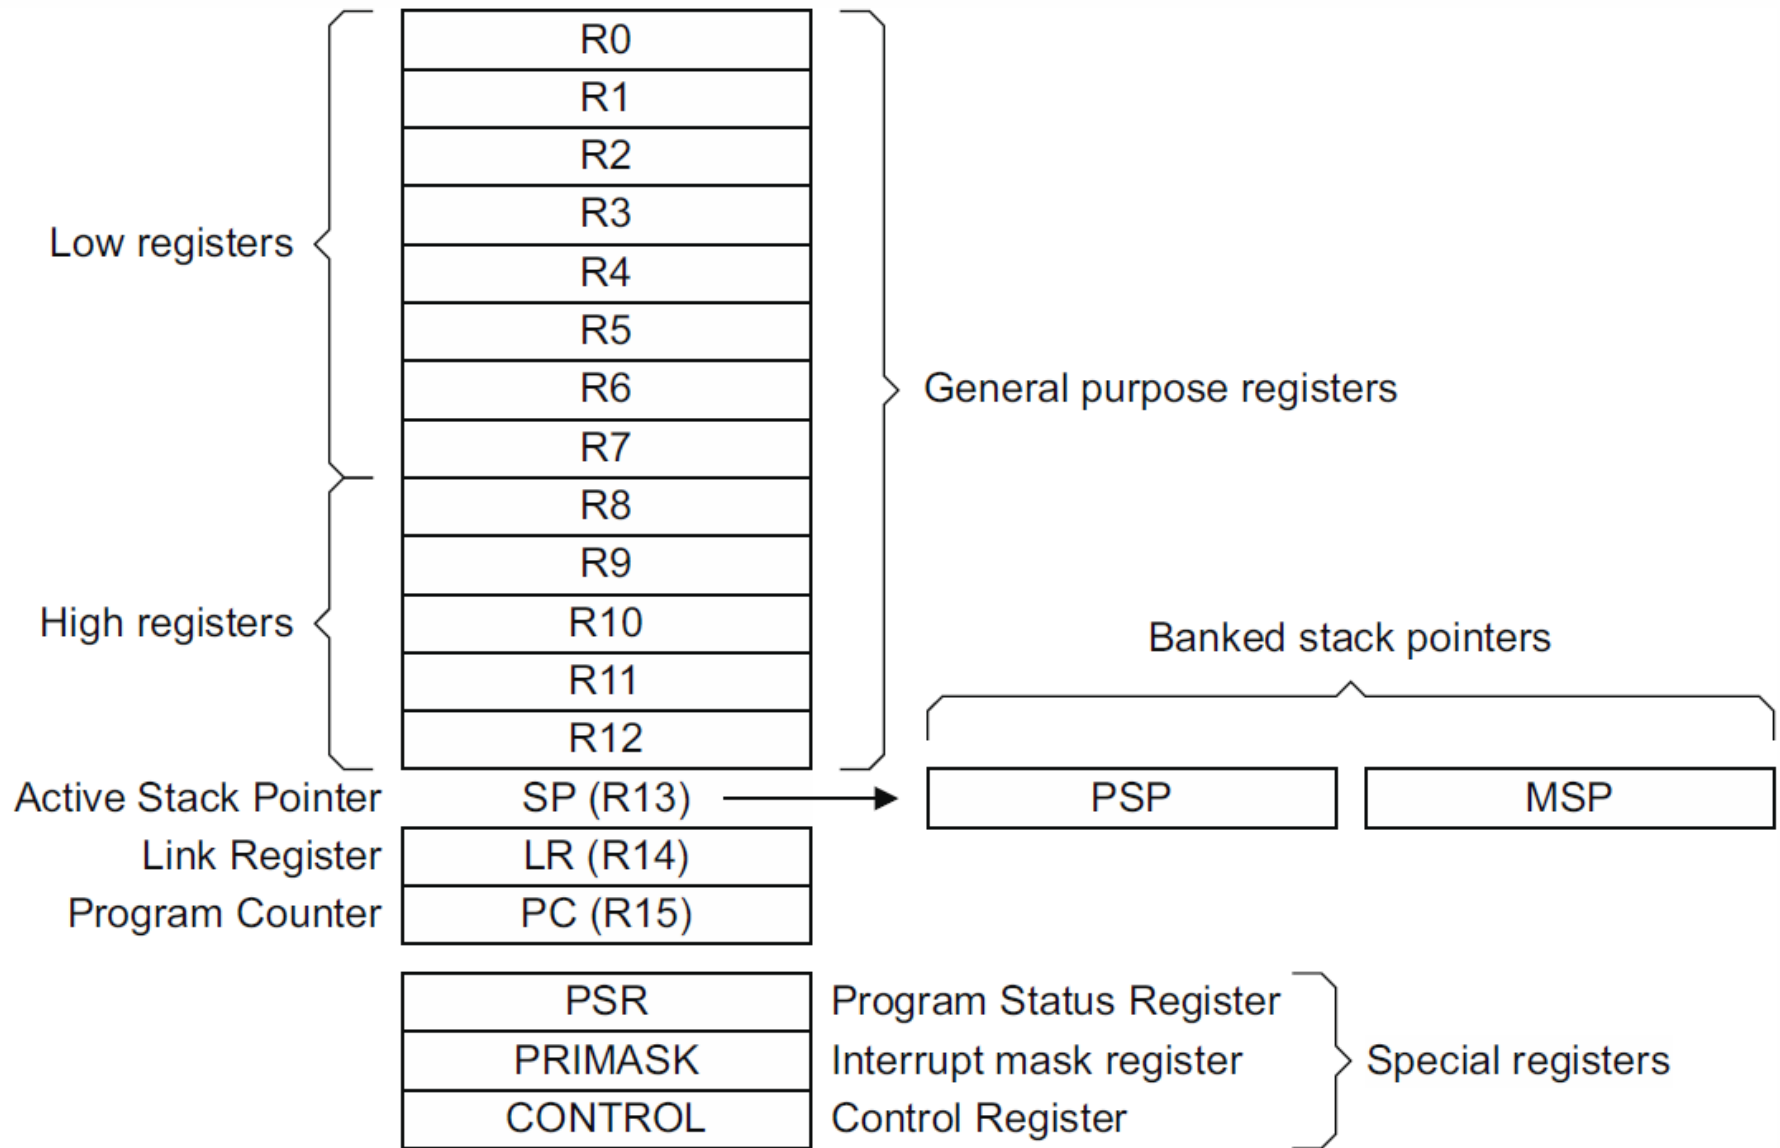 R0
R1
R2
R3
Low registers
R4
R5
R6
General purpose registers
R7
R8
R9
High registers
R10
Banked stack pointers
R11
R12
Active Stack Pointer SP (R13) PSP MSP
Link Register LR (R14)
Program Counter PC (R15)
PSR Program Status Register
PRIMASK Interrupt mask register Special registers
CONTROL Control Register